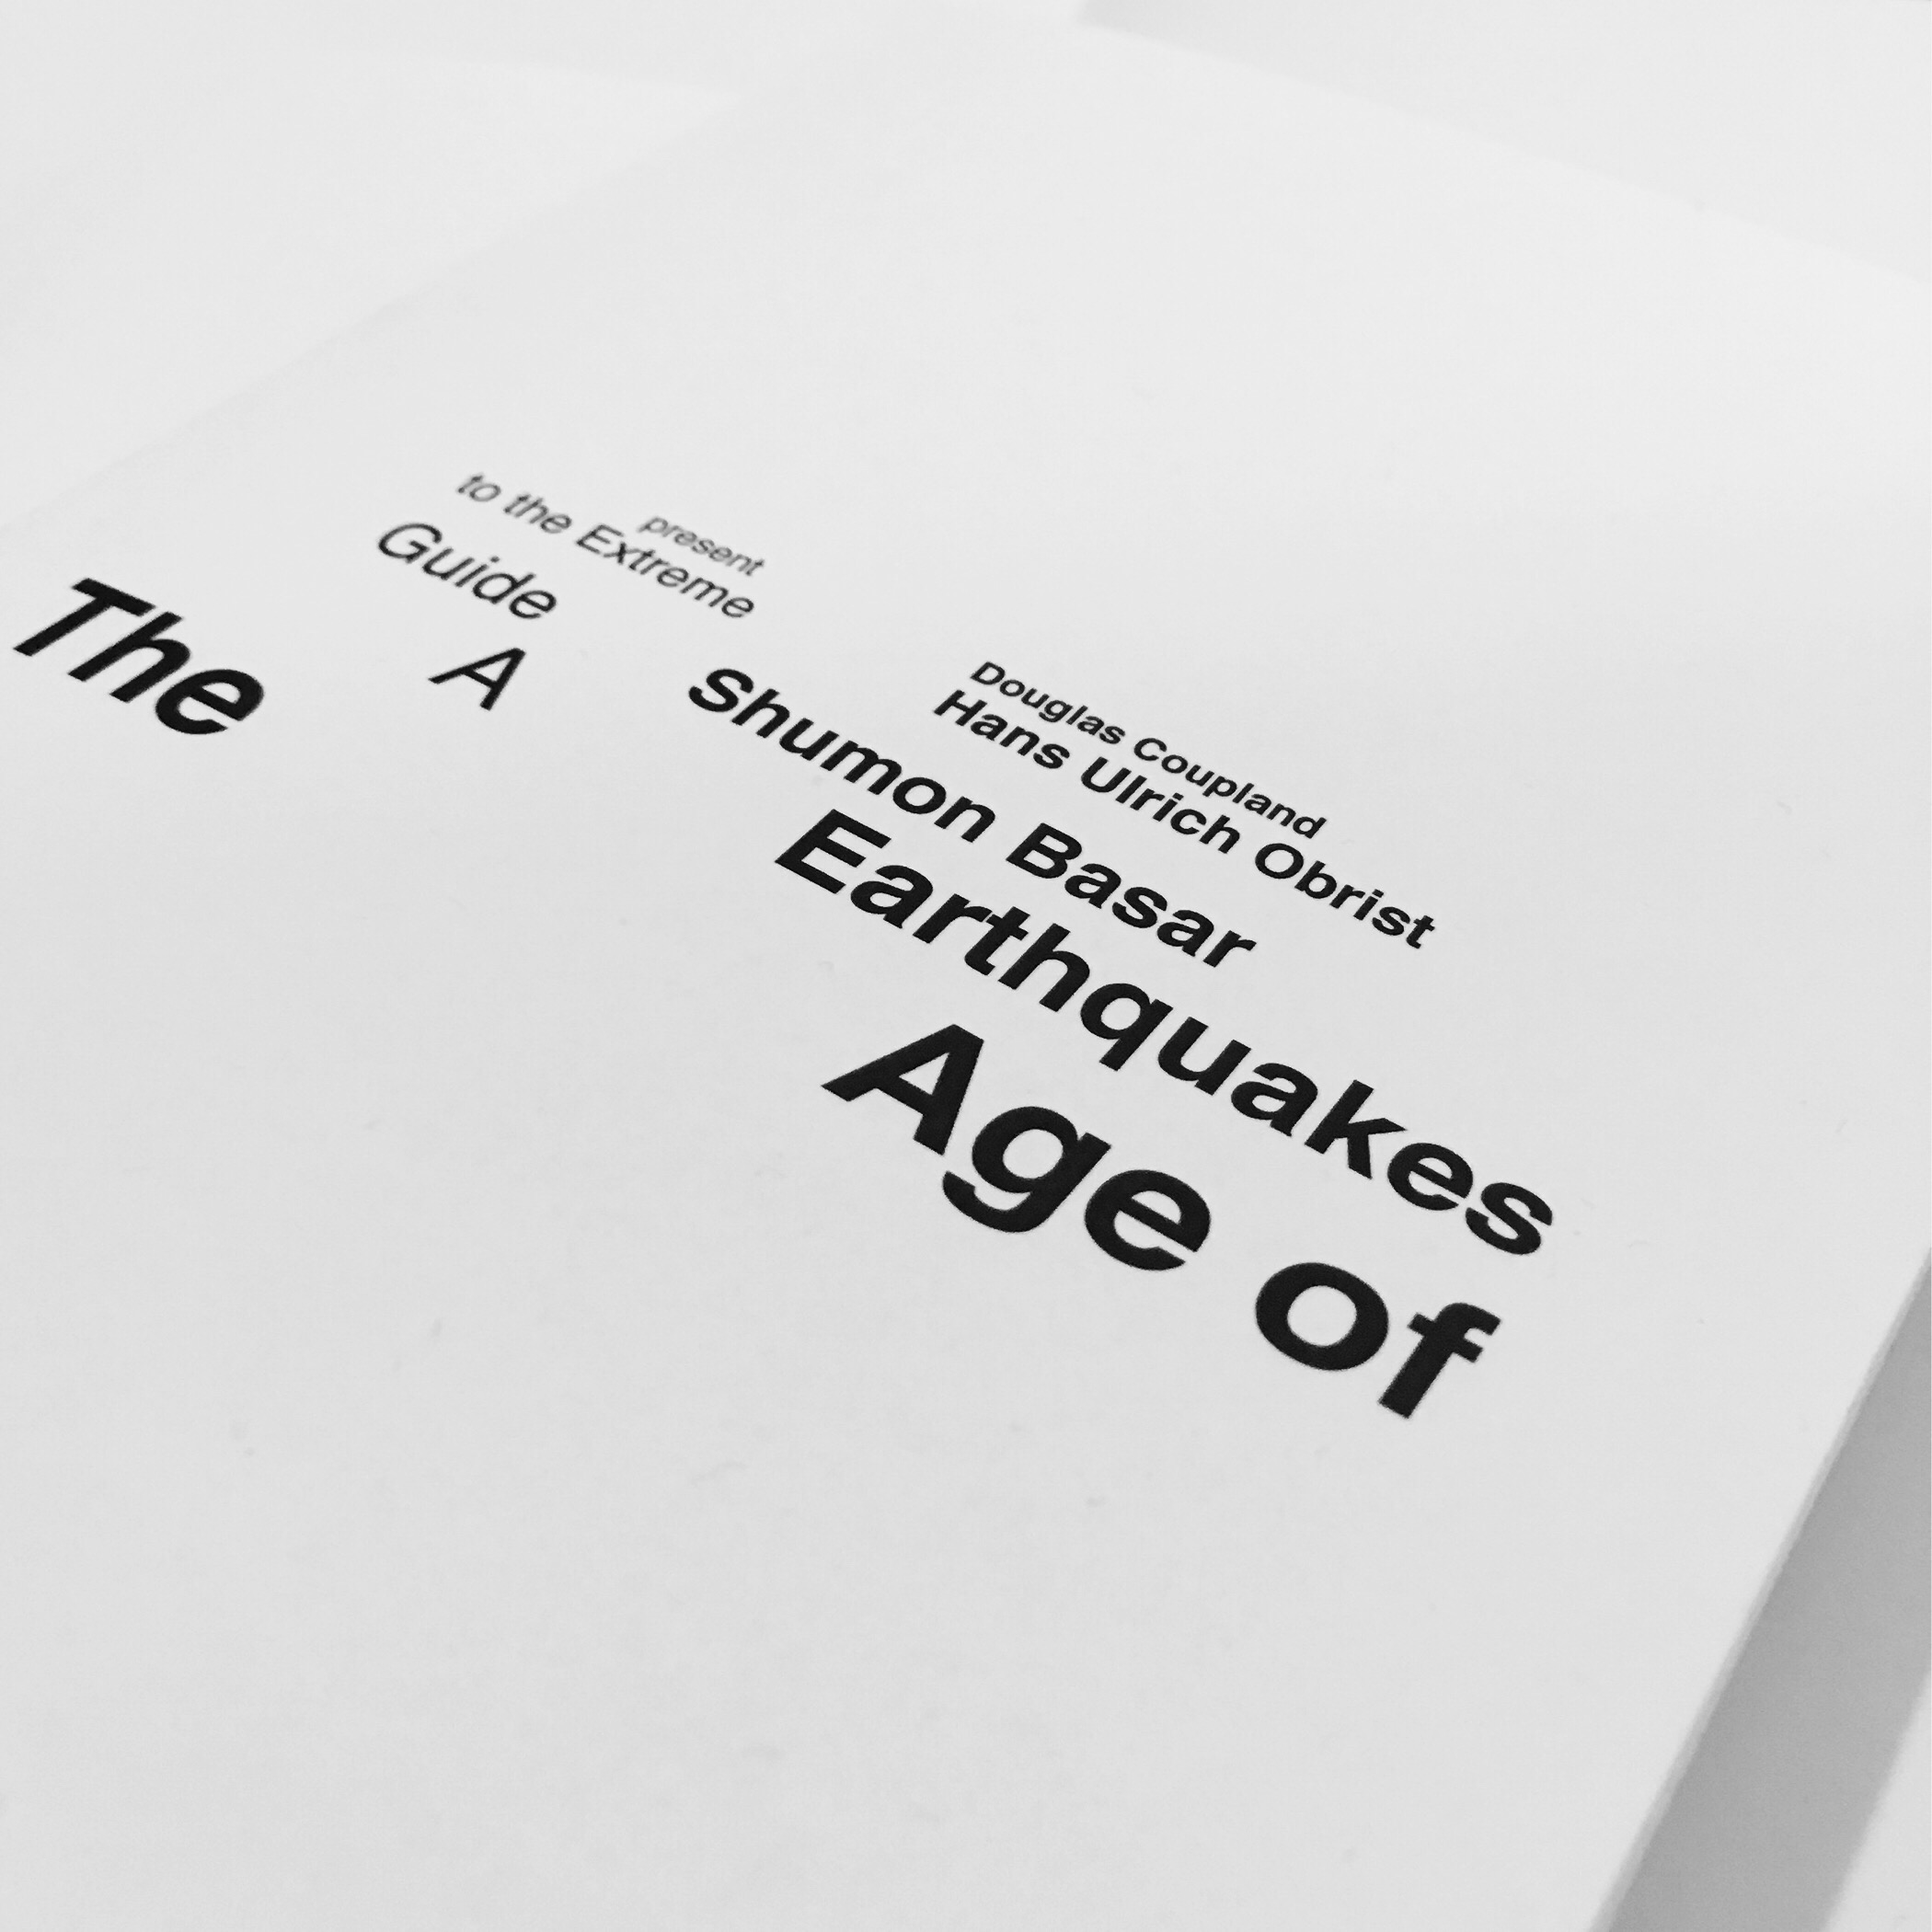 The
Age of
Earthquakes
A
Guide
to the Extreme
present
Shumon Basar
Hans Ulrich Obrist
Douglas Coupland